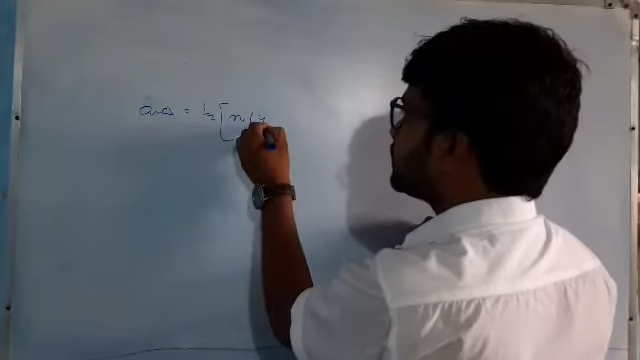 area = 1/2 [ x₁ ( y